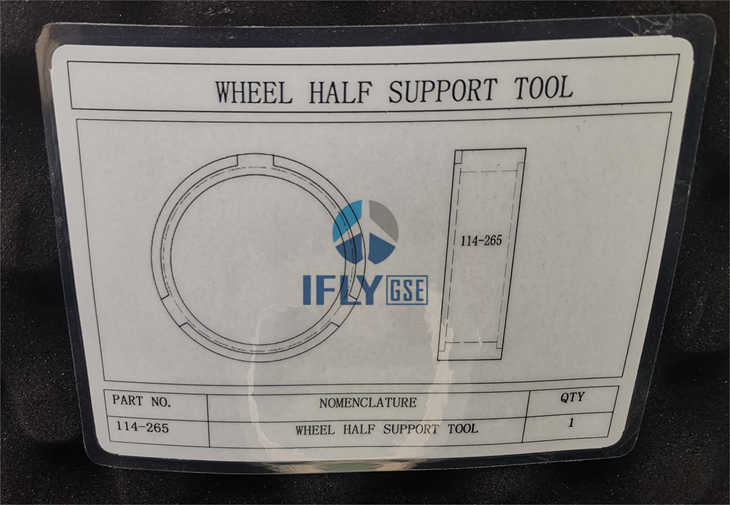 WHEEL HALF SUPPORT TOOL
114-265
IFLY GSE
PART NO. NOMENCLATURE QTY
114-265 WHEEL HALF SUPPORT TOOL 1